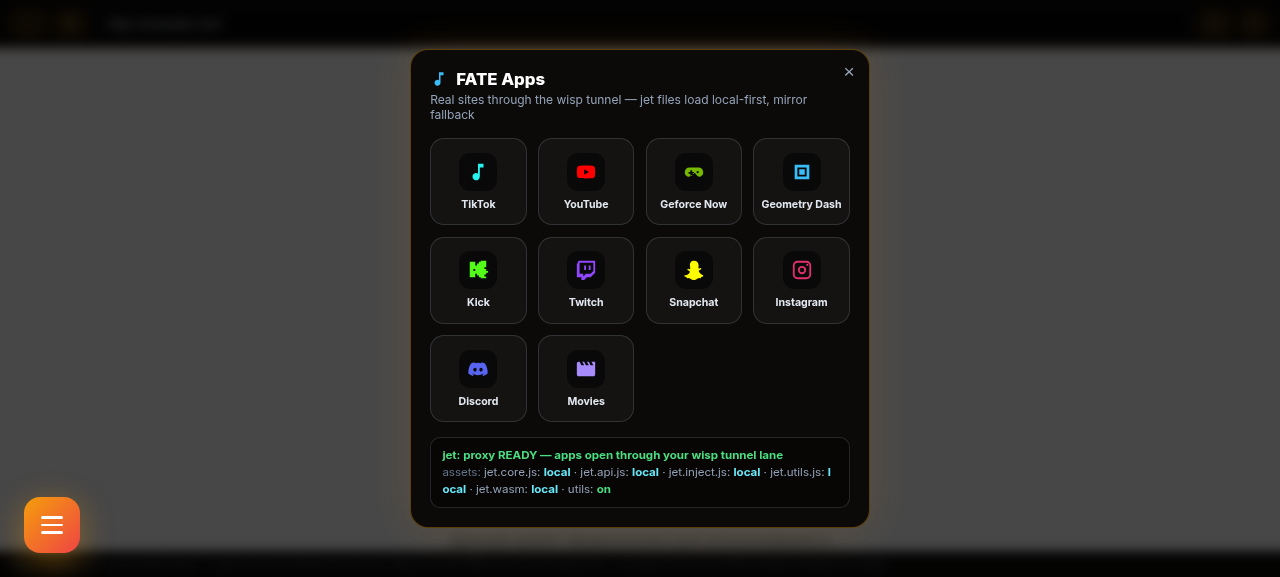 FATE Apps
Real sites through the wisp tunnel — jet files load local-first, mirror
fallback
TikTok
YouTube
Geforce Now
Geometry Dash
Kick
Twitch
Snapchat
Instagram
Discord
Movies
jet: proxy READY — apps open through your wisp tunnel lane
assets: jet.core.js: local · jet.api.js: local · jet.inject.js: local · jet.utils.js: l
ocal · jet.wasm: local · utils: on